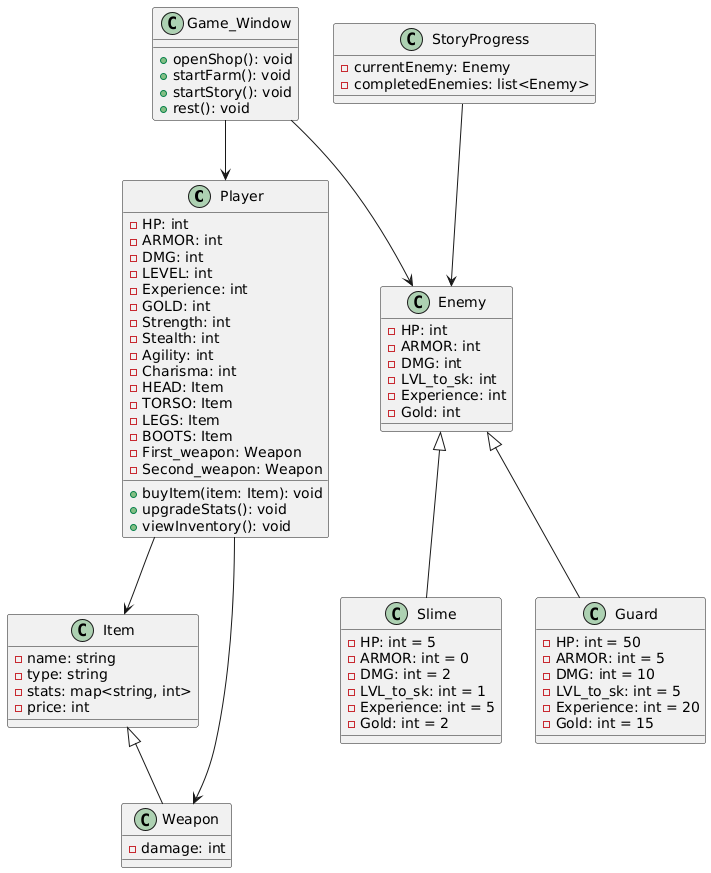 Game_Window
openShop(): void
startFarm(): void
startStory(): void
rest(): void
StoryProgress
currentEnemy: Enemy
completedEnemies: list<Enemy>
Player
HP: int
ARMOR: int
DMG: int
LEVEL: int
Experience: int
GOLD: int
Strength: int
Stealth: int
Agility: int
Charisma: int
HEAD: Item
TORSO: Item
LEGS: Item
BOOTS: Item
First_weapon: Weapon
Second_weapon: Weapon
buyItem(item: Item): void
upgradeStats(): void
viewInventory(): void
Enemy
HP: int
ARMOR: int
DMG: int
LVL_to_sk: int
Experience: int
Gold: int
Item
name: string
type: string
stats: map<string, int>
price: int
Slime
HP: int = 5
ARMOR: int = 0
DMG: int = 2
LVL_to_sk: int = 1
Experience: int = 5
Gold: int = 2
Guard
HP: int = 50
ARMOR: int = 5
DMG: int = 10
LVL_to_sk: int = 5
Experience: int = 20
Gold: int = 15
Weapon
damage: int